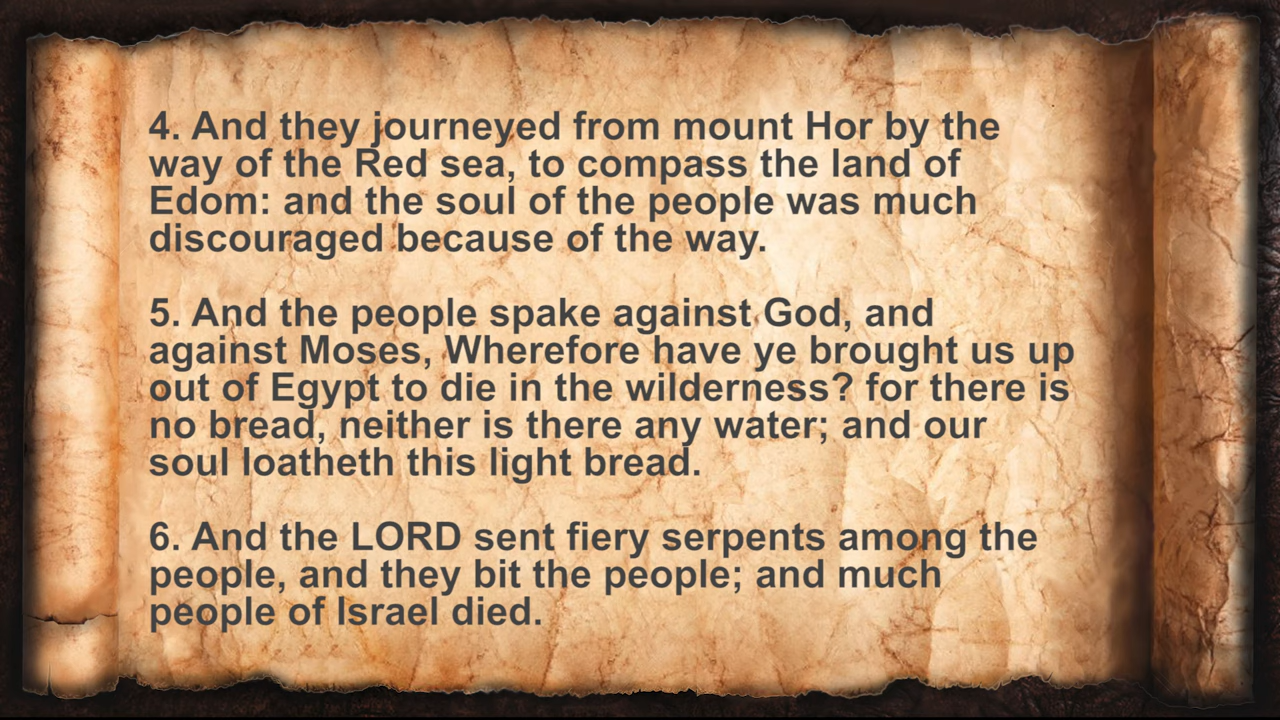 4. And they journeyed from mount Hor by the
way of the Red sea, to compass the land of
Edom: and the soul of the people was much
discouraged because of the way.
5. And the people spake against God, and
against Moses, Wherefore have ye brought us up
out of Egypt to die in the wilderness? for there is
no bread, neither is there any water; and our
soul loatheth this light bread.
6. And the LORD sent fiery serpents among the
people, and they bit the people; and much
people of Israel died.